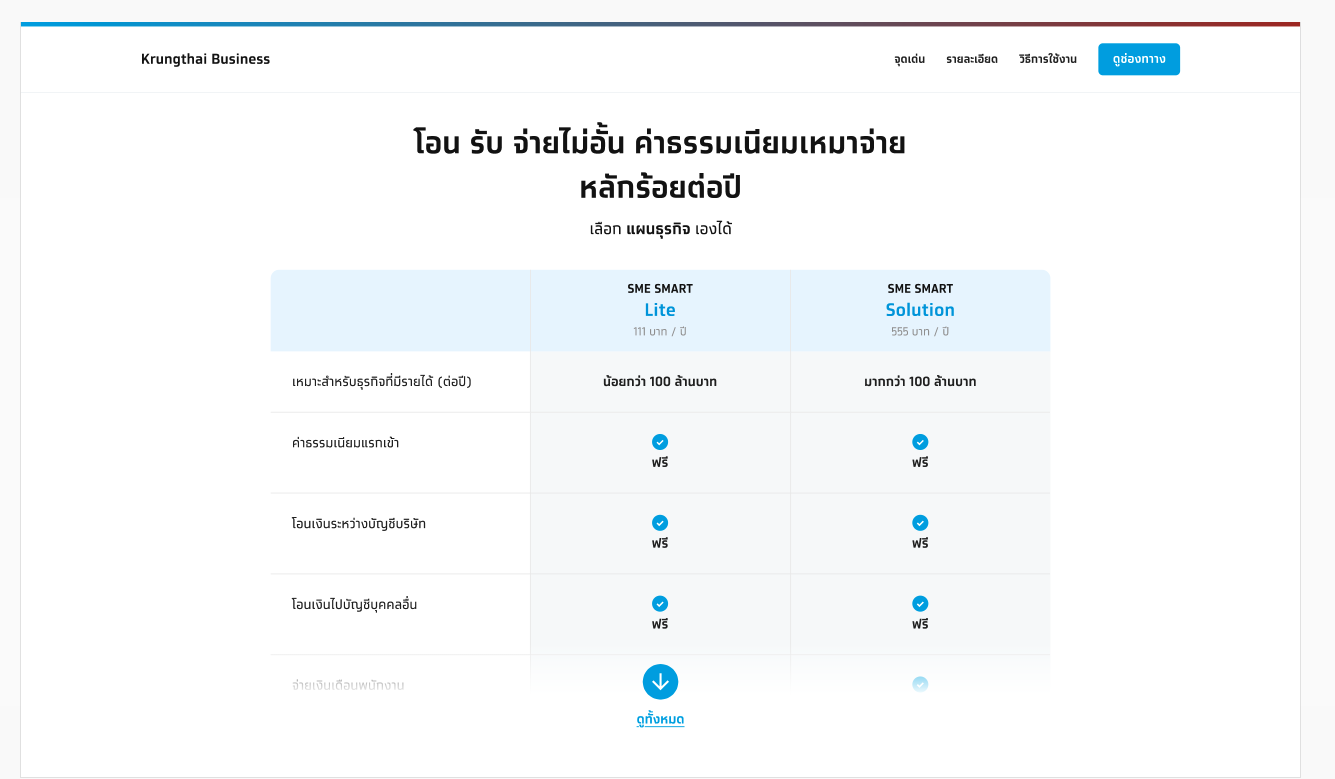 Krungthai Business
จุดเด่น รายละเอียด วิธีการใช้งาน ดูช่องทาาง
โอน รับ จ่ายไม่อั้น ค่าธรรมเนียมเหมาจ่าย
หลักร้อยต่อปี
เลือก แผนธุรกิจ เองได้
SME SMART SME SMART
Lite Solution
111 บาท / ปี 555 บาท / ปี
เหมาะสำหรับธุรกิจที่มีรายได้ (ต่อปี) น้อยกว่า 100 ล้านบาท มากกว่า 100 ล้านบาท
ค่าธรรมเนียมแรกเข้า ฟรี ฟรี
โอนเงินระหว่างบัญชีบริษัท ฟรี ฟรี
โอนเงินไปบัญชีบุคคลอื่น ฟรี ฟรี
จ่ายเงินเดือนพนักงาน
ดูทั้งหมด